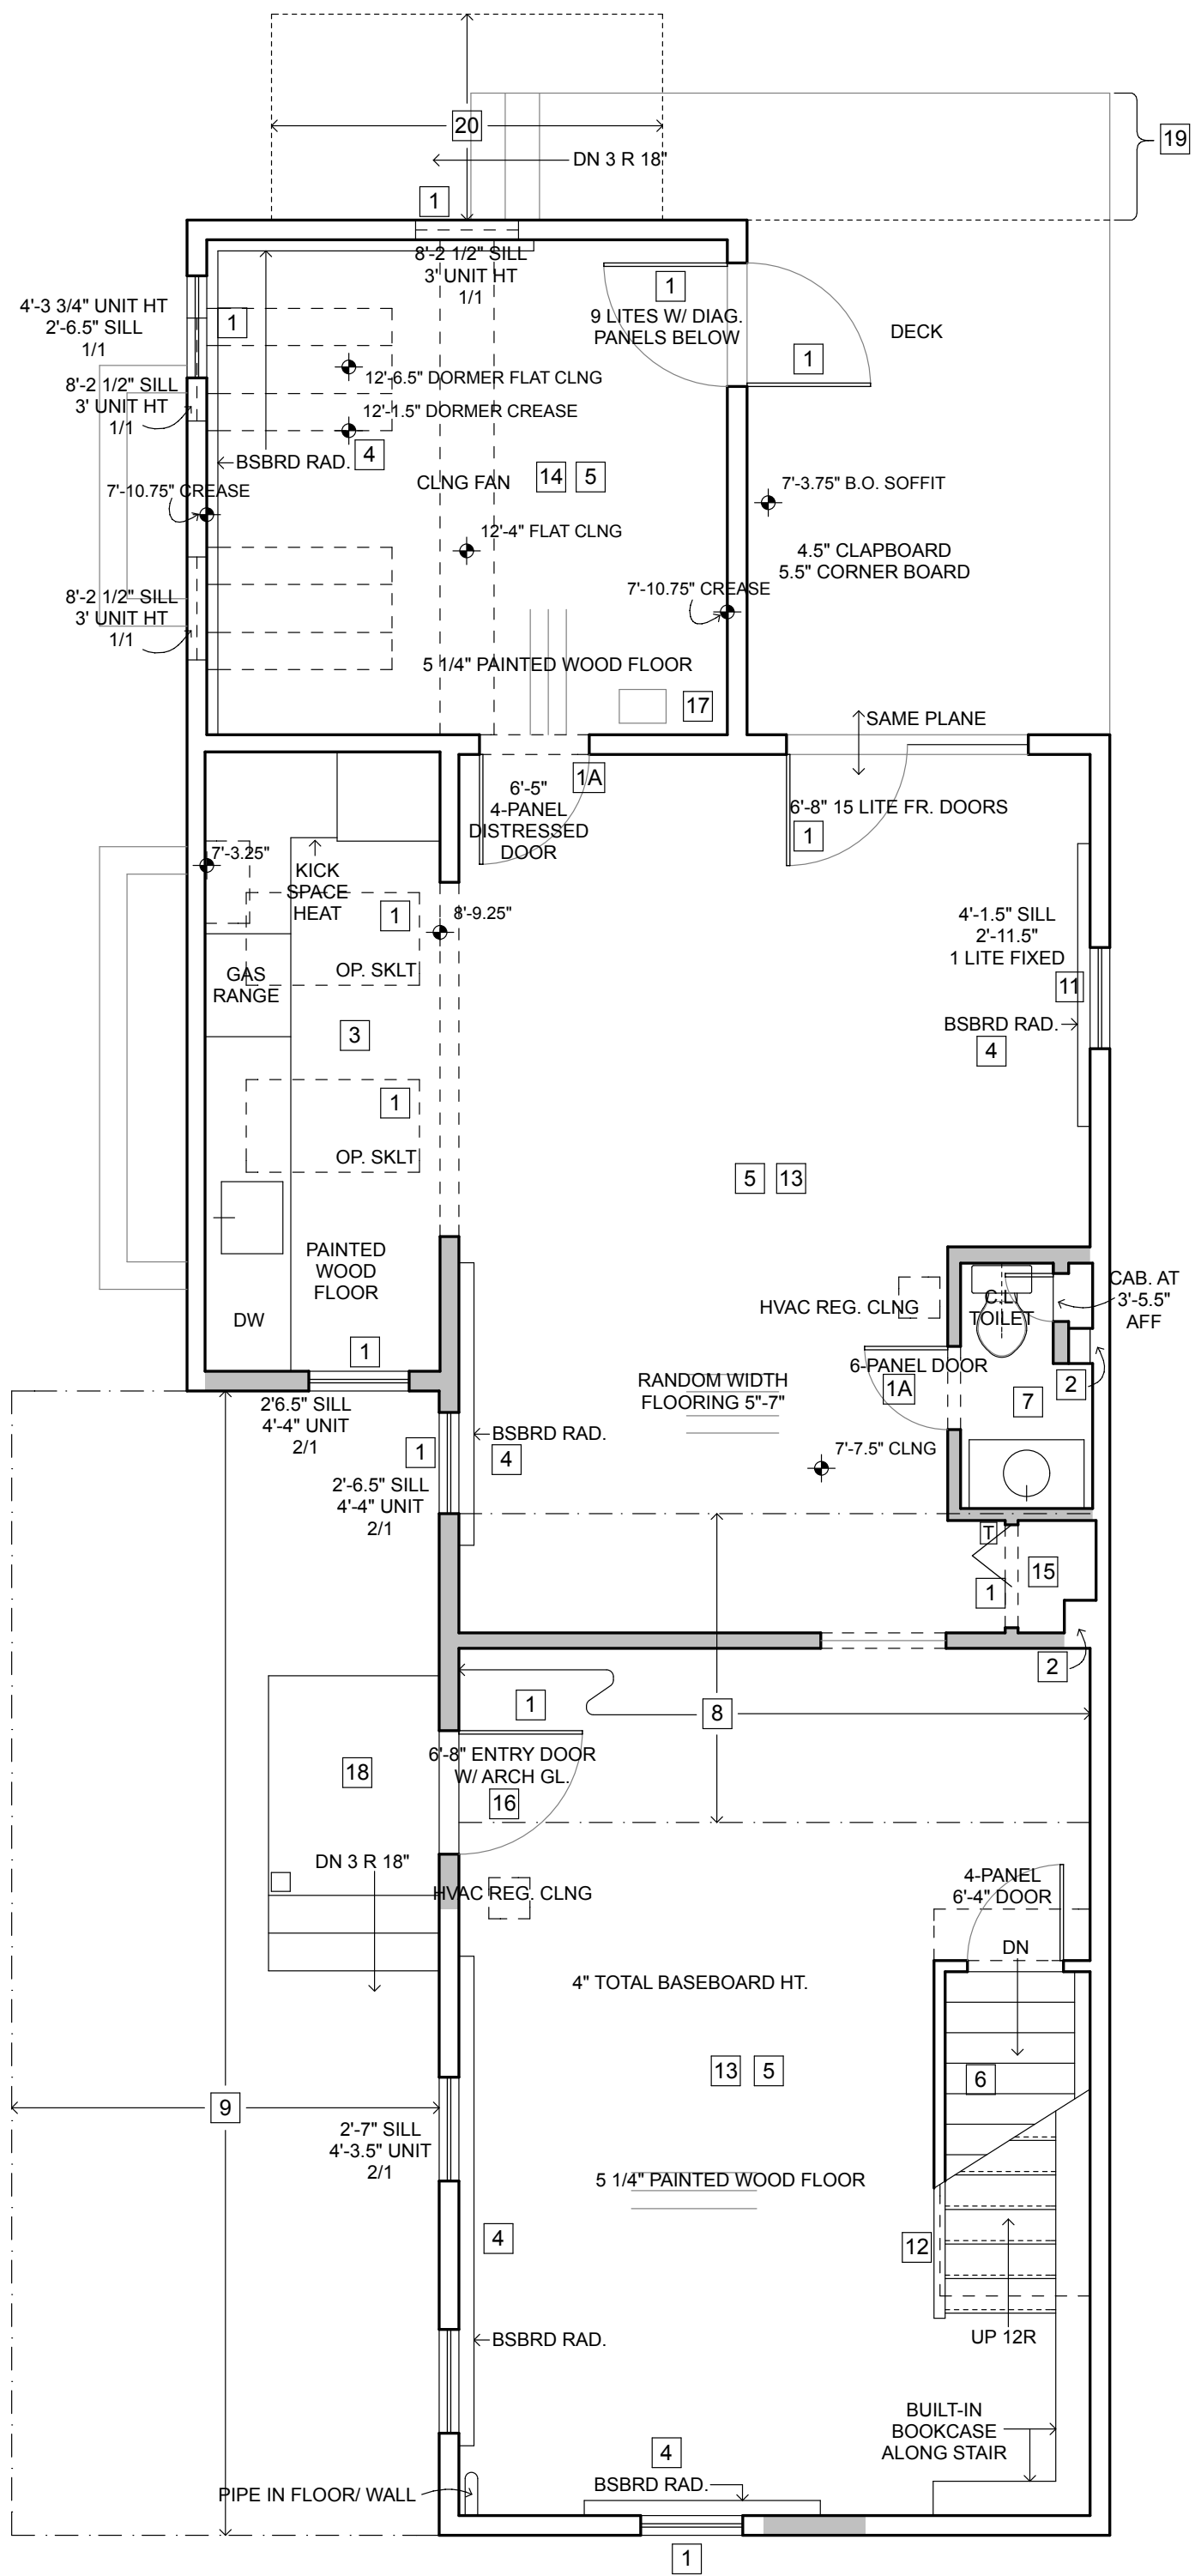 20
19
DN 3 R 18"
1
8'-2 1/2" SILL
3' UNIT HT
1/1
1
9 LITES W/ DIAG.
PANELS BELOW
4'-3 3/4" UNIT HT
2'-6.5" SILL
1/1
1
DECK
1
8'-2 1/2" SILL
3' UNIT HT
1/1
12'-6.5" DORMER FLAT CLNG
12'-1.5" DORMER CREASE
BSBRD RAD.
4
CLNG FAN
14
5
7'-10.75" CREASE
7'-3.75" B.O. SOFFIT
12'-4" FLAT CLNG
4.5" CLAPBOARD
5.5" CORNER BOARD
8'-2 1/2" SILL
3' UNIT HT
1/1
7'-10.75" CREASE
5 1/4" PAINTED WOOD FLOOR
17
SAME PLANE
1A
6'-5"
4-PANEL
DISTRESSED
DOOR
6'-8" 15 LITE FR. DOORS
1
7'-3.25"
KICK
SPACE
HEAT
1
8'-9.25"
OP. SKLT
GAS
RANGE
4'-1.5" SILL
2'-11.5"
1 LITE FIXED
11
BSBRD RAD.
4
3
1
OP. SKLT
5
13
PAINTED
WOOD
FLOOR
DW
HVAC REG. CLNG
C.L.
TOILET
CAB. AT
3'-5.5"
AFF
1
6-PANEL DOOR
1A
2
7
2'6.5" SILL
4'-4" UNIT
2/1
RANDOM WIDTH
FLOORING 5"-7"
1
BSBRD RAD.
4
7'-7.5" CLNG
2'-6.5" SILL
4'-4" UNIT
2/1
T
15
1
2
1
8
6'-8" ENTRY DOOR
W/ ARCH GL.
16
18
DN 3 R 18"
HVAC REG. CLNG
4-PANEL
6'-4" DOOR
DN
4" TOTAL BASEBOARD HT.
13
5
6
9
2'-7" SILL
4'-3.5" UNIT
2/1
5 1/4" PAINTED WOOD FLOOR
4
12
BSBRD RAD.
UP 12R
BUILT-IN
BOOKCASE
ALONG STAIR
4
BSBRD RAD.
PIPE IN FLOOR/ WALL
1